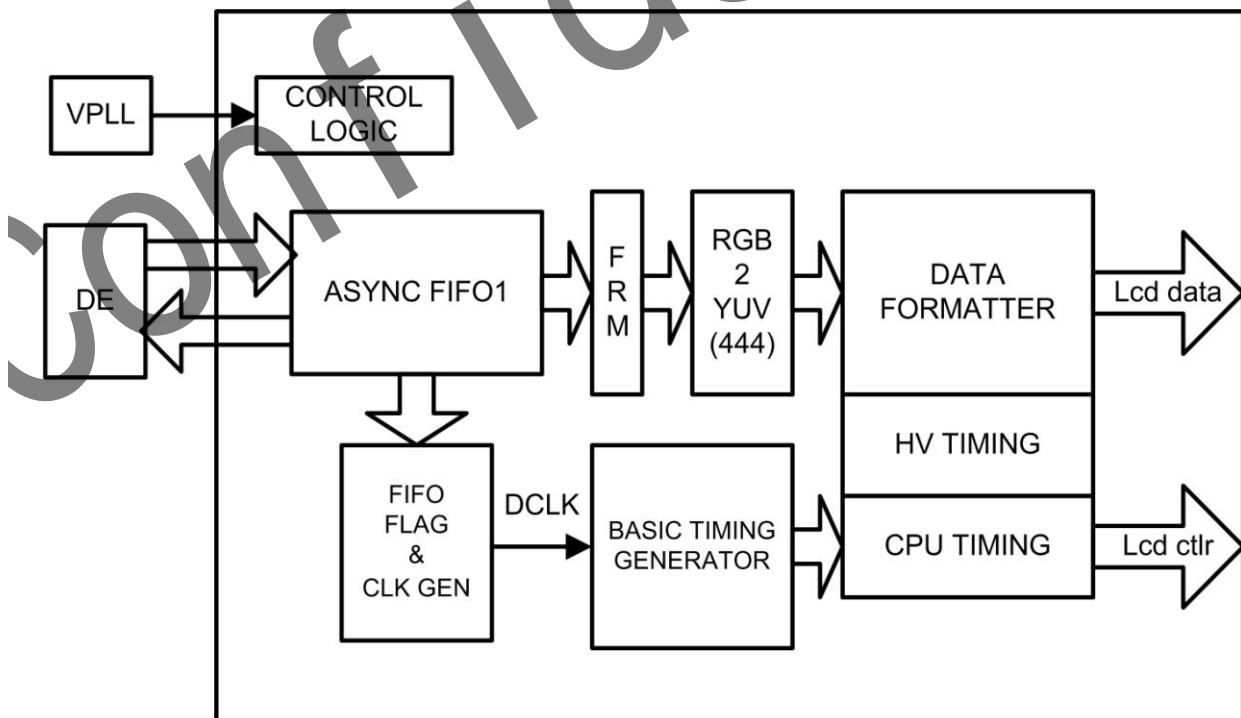 Confid
VPLL
CONTROL
LOGIC
DE
ASYNC FIFO1
F
R
M
RGB
2
YUV
(444)
DATA
FORMATTER
Lcd data
HV TIMING
FIFO
FLAG
&
CLK GEN
DCLK
BASIC TIMING
GENERATOR
CPU TIMING
Lcd ctlr